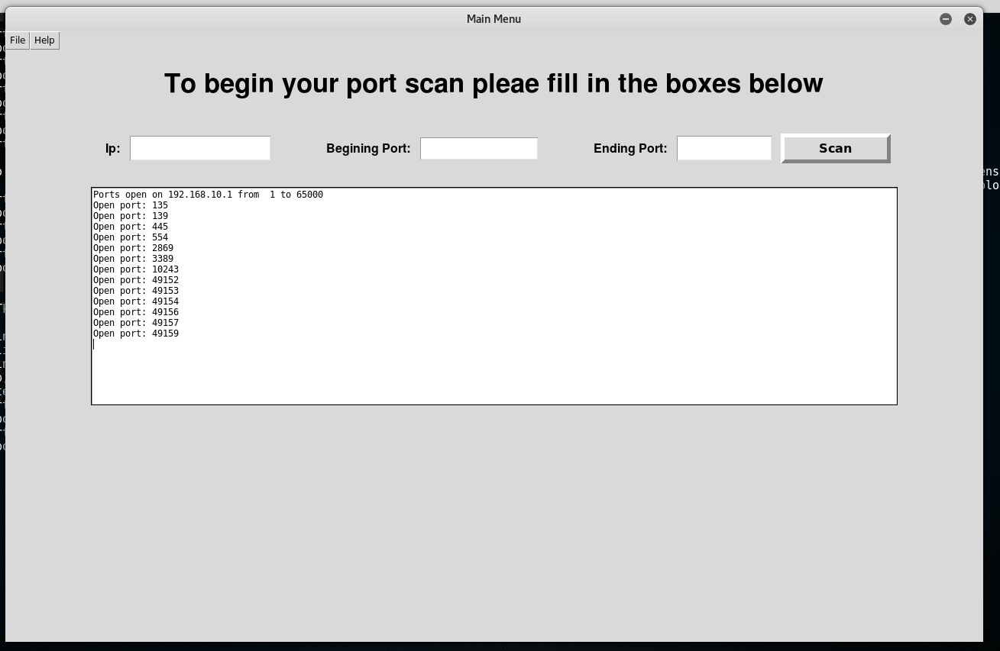 Main Menu
File Help
To begin your port scan pleae fill in the boxes below
Ip: Begining Port: Ending Port: Scan
Ports open on 192.168.10.1 from  1 to 65000
Open port: 135
Open port: 139
Open port: 445
Open port: 554
Open port: 2869
Open port: 3389
Open port: 10243
Open port: 49152
Open port: 49153
Open port: 49154
Open port: 49156
Open port: 49157
Open port: 49159